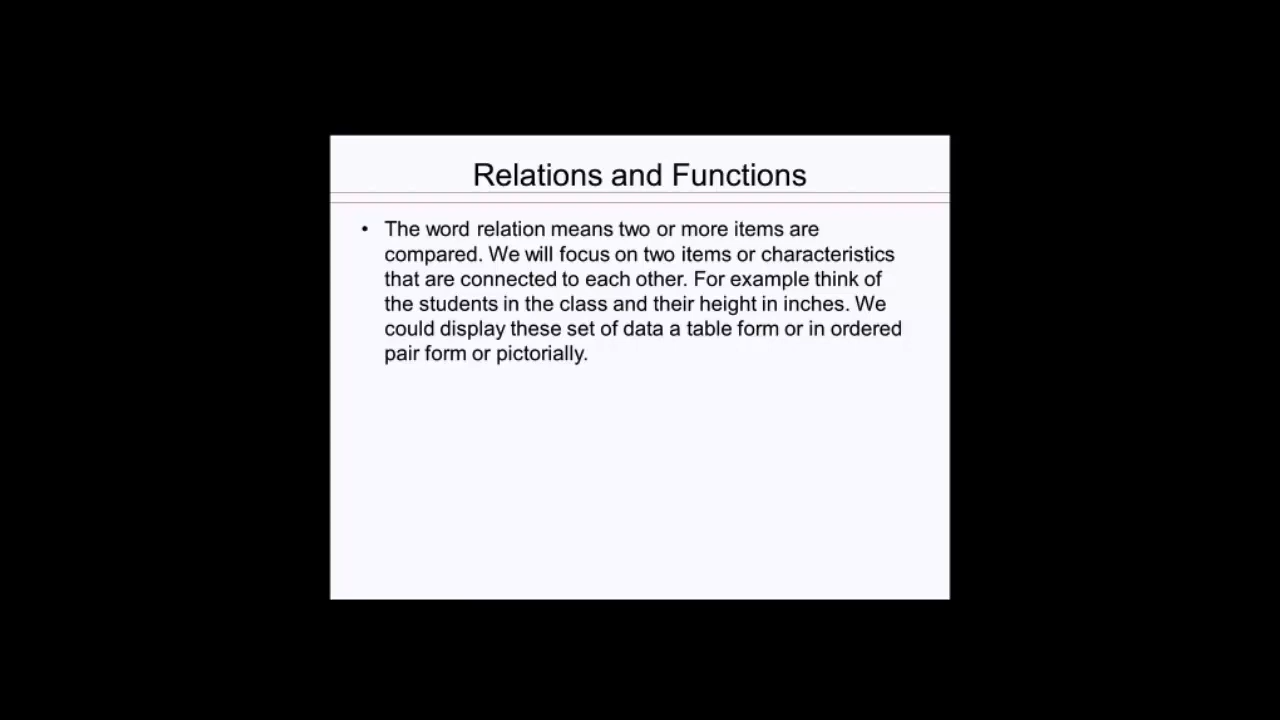 Relations and Functions
• The word relation means two or more items are
compared. We will focus on two items or characteristics
that are connected to each other. For example think of
the students in the class and their height in inches. We
could display these set of data a table form or in ordered
pair form or pictorially.